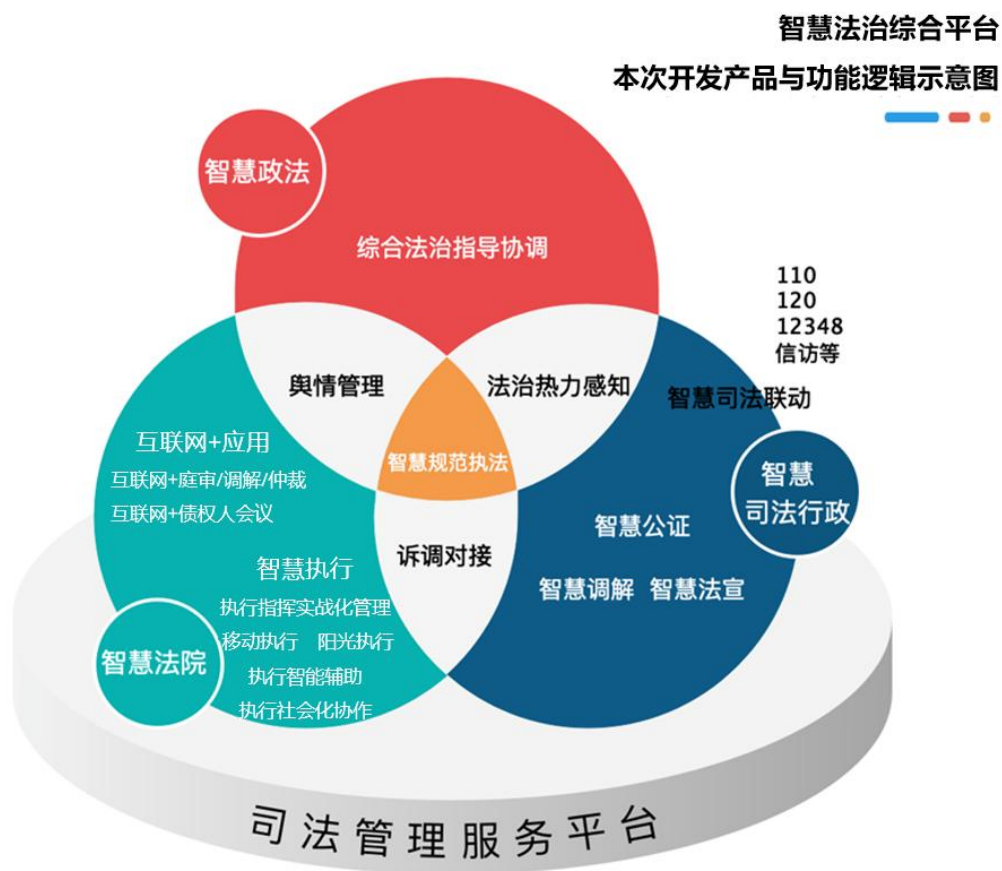 智慧法治综合平台
本次开发产品与功能逻辑示意图
智慧政法
综合法治指导协调
110
120
12348
信访等
舆情管理
法治热力感知
智慧司法联动
互联网+应用
互联网+庭审/调解/仲裁
互联网+债权人会议
智慧规范执法
智慧
司法行政
智慧公证
诉调对接
智慧执行
智慧调解 智慧法宣
执行指挥实战化管理
移动执行 阳光执行
智慧法院
执行智能辅助
执行社会化协作
司法管理服务平台